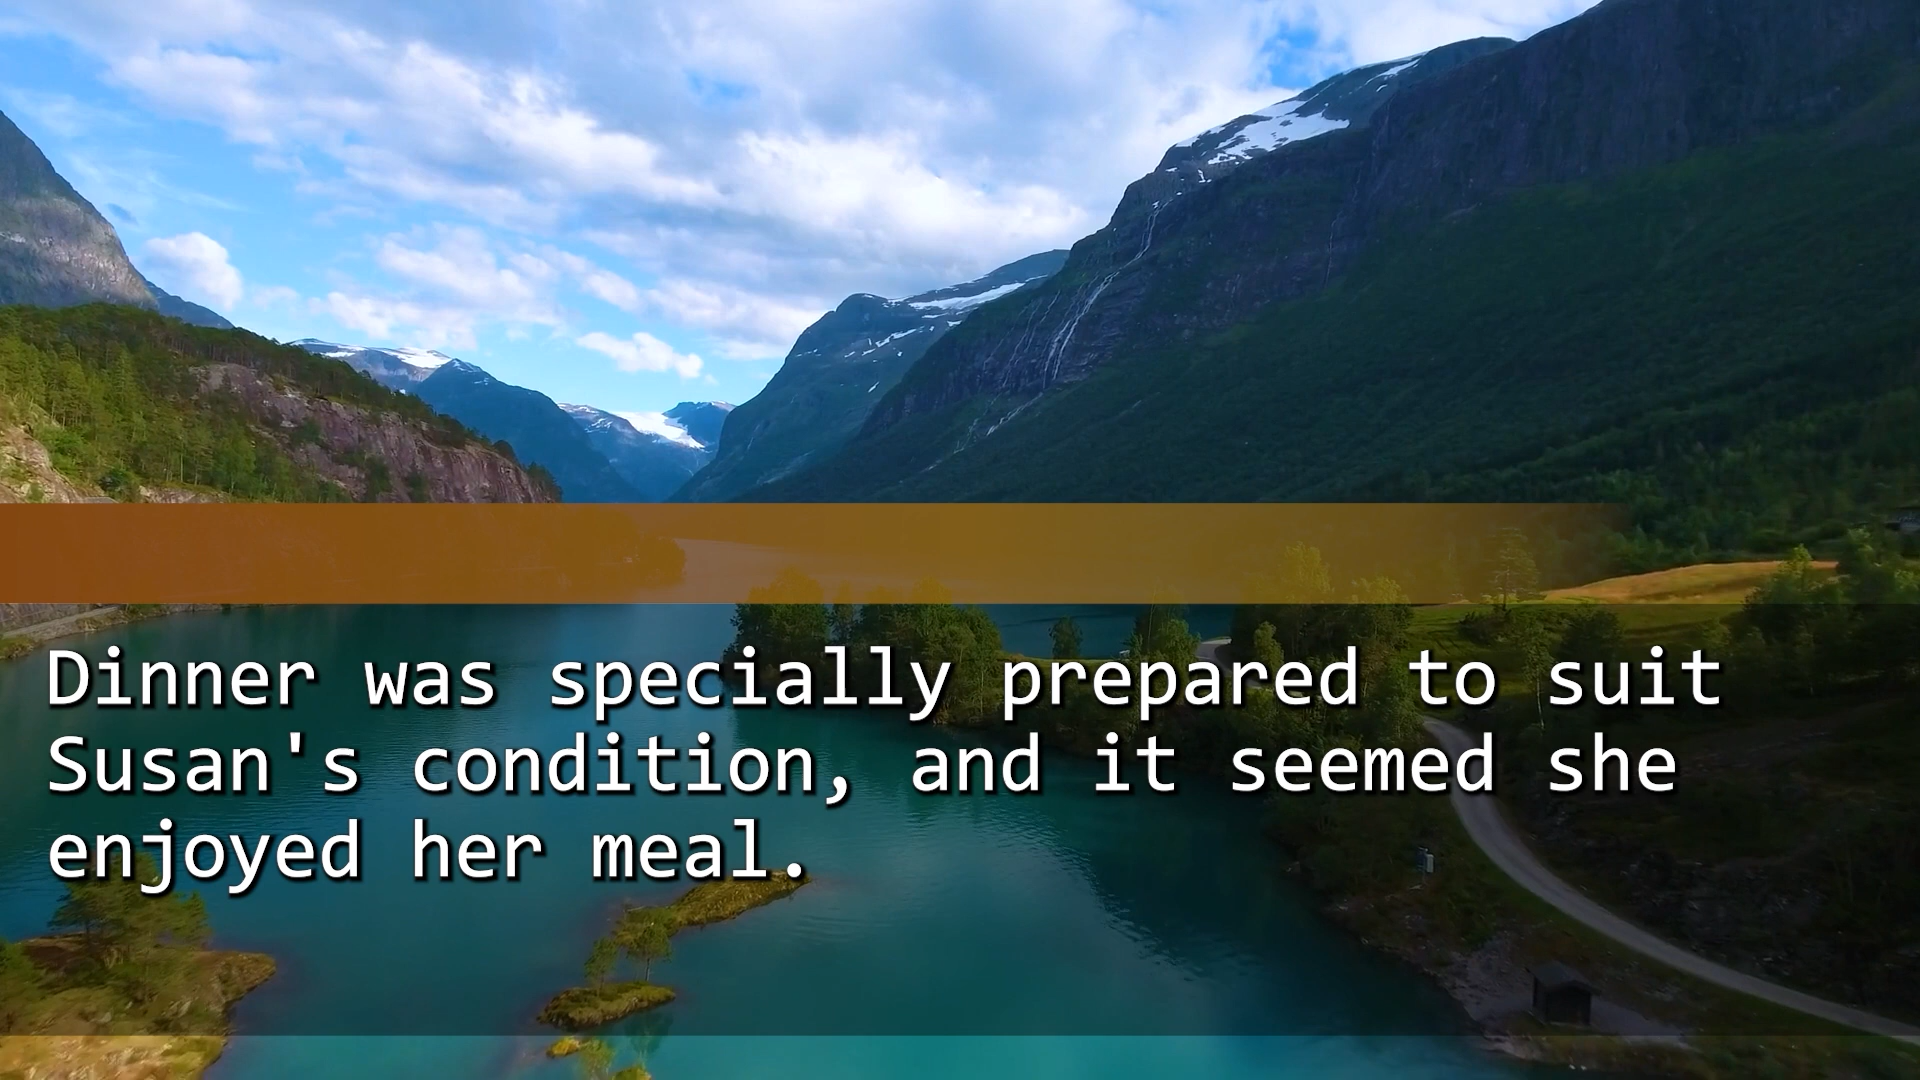 Dinner was specially prepared to suit
Susan's condition, and it seemed she
enjoyed her meal.